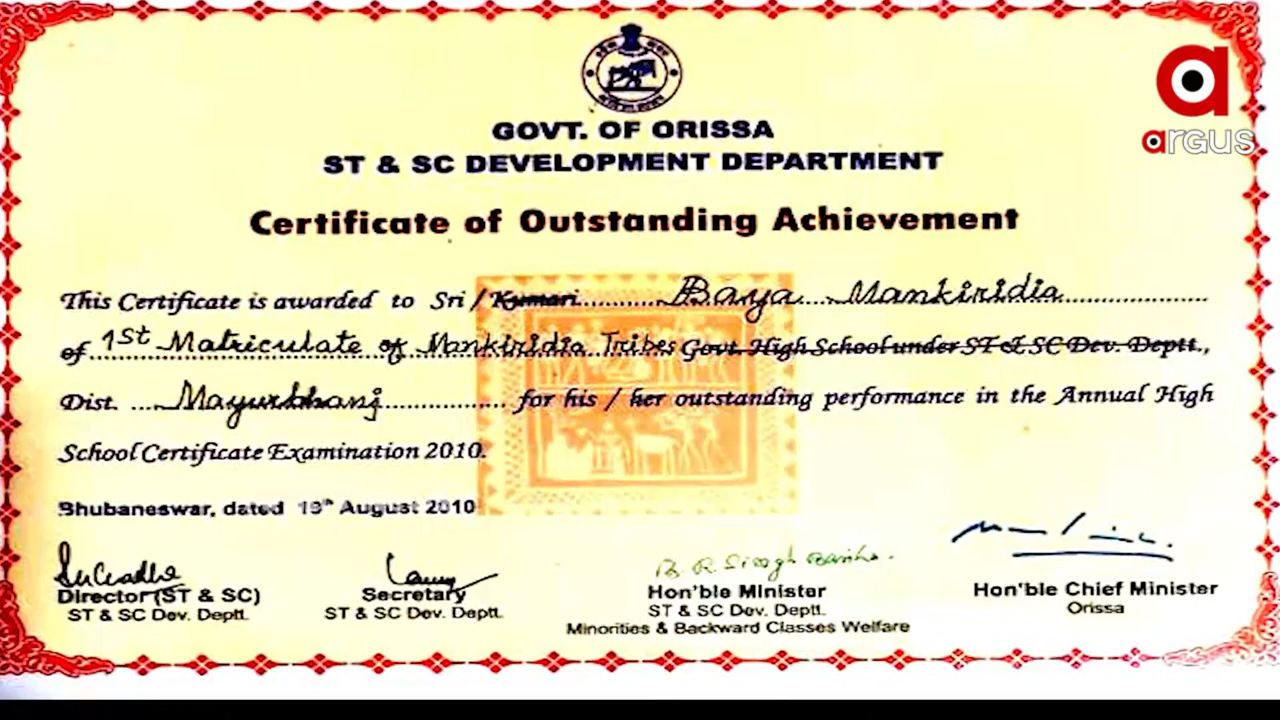 argus
GOVT. OF ORISSA
ST & SC DEVELOPMENT DEPARTMENT
Certificate of Outstanding Achievement
This Certificate is awarded to Sri / Kumari..........Baya....Mankiridia....................
of 1st Matriculate of Mankiridia Tribes Govt. High School under ST & SC Dev. Deptt.,
Dist. ....Mayurbhanj................ for his / her outstanding performance in the Annual High
School Certificate Examination 2010.
Bhubaneswar, dated 19th August 2010
Director (ST & SC)
ST & SC Dev. Deptt.
Secretary
ST & SC Dev. Deptt.
Hon'ble Minister
ST & SC Dev. Deptt.
Minorities & Backward Classes Welfare
Hon'ble Chief Minister
Orissa